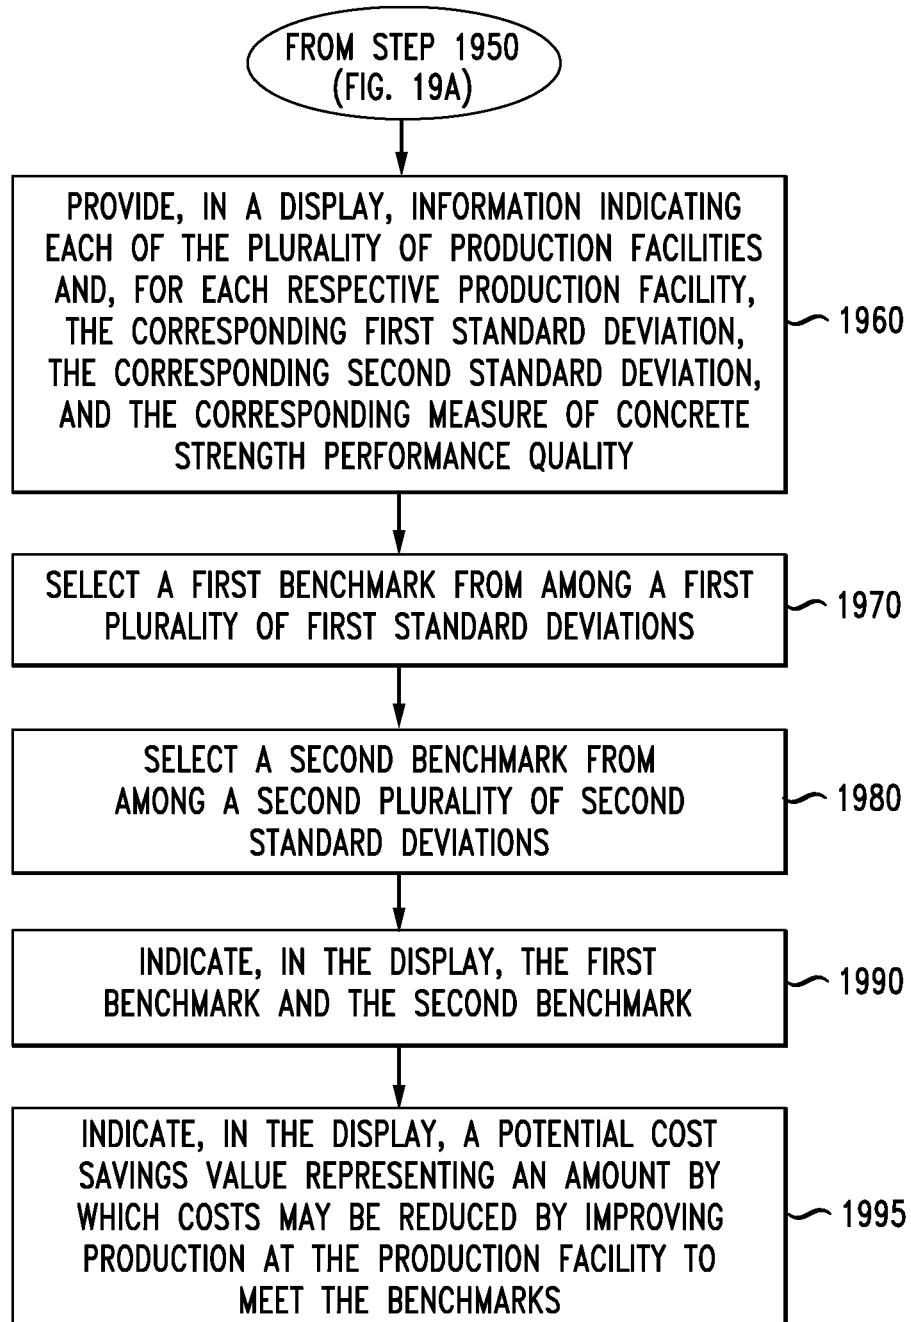 FROM STEP 1950
(FIG. 19A)
PROVIDE, IN A DISPLAY, INFORMATION INDICATING
EACH OF THE PLURALITY OF PRODUCTION FACILITIES
AND, FOR EACH RESPECTIVE PRODUCTION FACILITY,
THE CORRESPONDING FIRST STANDARD DEVIATION,
THE CORRESPONDING SECOND STANDARD DEVIATION,
AND THE CORRESPONDING MEASURE OF CONCRETE
STRENGTH PERFORMANCE QUALITY
1960
SELECT A FIRST BENCHMARK FROM AMONG A FIRST
PLURALITY OF FIRST STANDARD DEVIATIONS
1970
SELECT A SECOND BENCHMARK FROM
AMONG A SECOND PLURALITY OF SECOND
STANDARD DEVIATIONS
1980
INDICATE, IN THE DISPLAY, THE FIRST
BENCHMARK AND THE SECOND BENCHMARK
1990
INDICATE, IN THE DISPLAY, A POTENTIAL COST
SAVINGS VALUE REPRESENTING AN AMOUNT BY
WHICH COSTS MAY BE REDUCED BY IMPROVING
PRODUCTION AT THE PRODUCTION FACILITY TO
MEET THE BENCHMARKS
1995